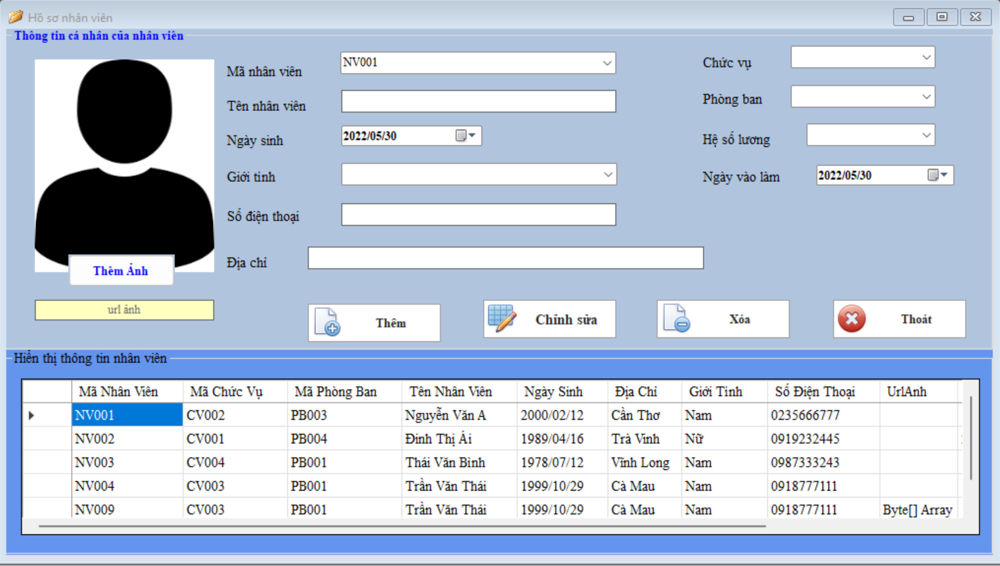 Hồ sơ nhân viên
Thông tin cá nhân của nhân viên
Mã nhân viên NV001 Chức vụ
Tên nhân viên Phòng ban
Ngày sinh 2022/05/30 Hệ số lương
Giới tính Ngày vào làm 2022/05/30
Số điện thoại
Địa chỉ
Thêm Ảnh
url ảnh
Thêm Chỉnh sửa Xóa Thoát
Hiển thị thông tin nhân viên
Mã Nhân Viên Mã Chức Vụ Mã Phòng Ban Tên Nhân Viên Ngày Sinh Địa Chỉ Giới Tính Số Điện Thoại UrlAnh
NV001 CV002 PB003 Nguyễn Văn A 2000/02/12 Cần Thơ Nam 0235666777
NV002 CV001 PB004 Đinh Thị Ái 1989/04/16 Trà Vinh Nữ 0919232445
NV003 CV004 PB001 Thái Văn Bình 1978/07/12 Vĩnh Long Nam 0987333243
NV004 CV003 PB001 Trần Văn Thái 1999/10/29 Cà Mau Nam 0918777111
NV009 CV003 PB001 Trần Văn Thái 1999/10/29 Cà Mau Nam 0918777111 Byte[] Array